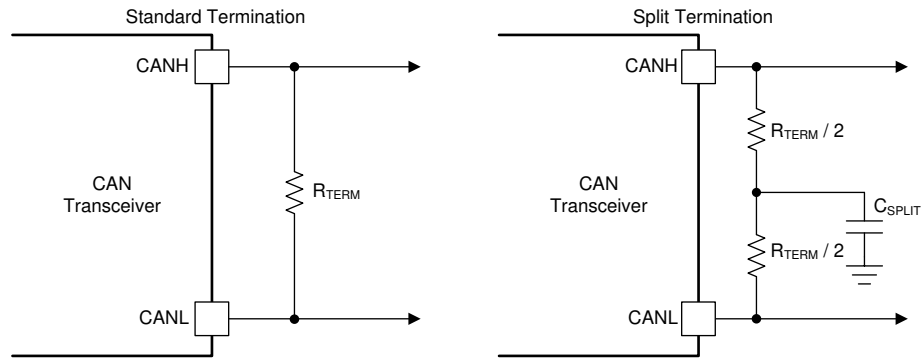 Standard Termination
CANH
CAN
Transceiver
RTERM
CANL
Split Termination
CANH
RTERM / 2
CAN
Transceiver
CSPLIT
RTERM / 2
CANL